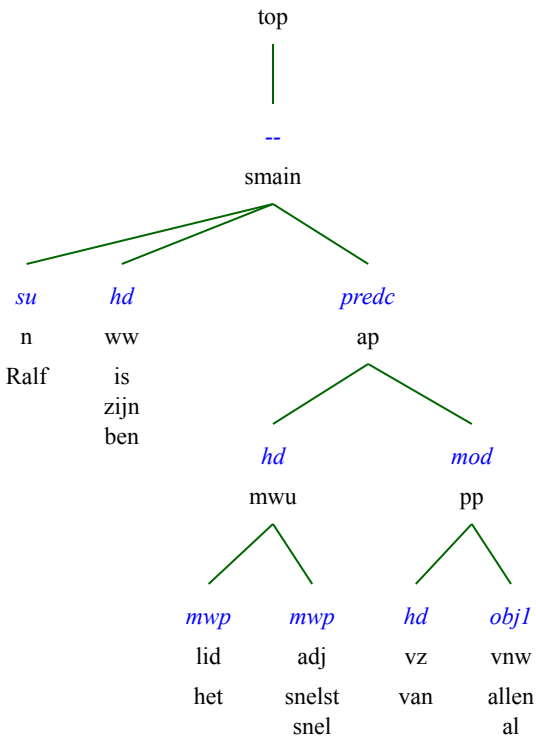 top
--
smain
su hd predc
n ww ap
Ralf is
zijn
ben
hd mod
mwu pp
mwp mwp hd obj1
lid adj vz vnw
het snelst van allen
snel al